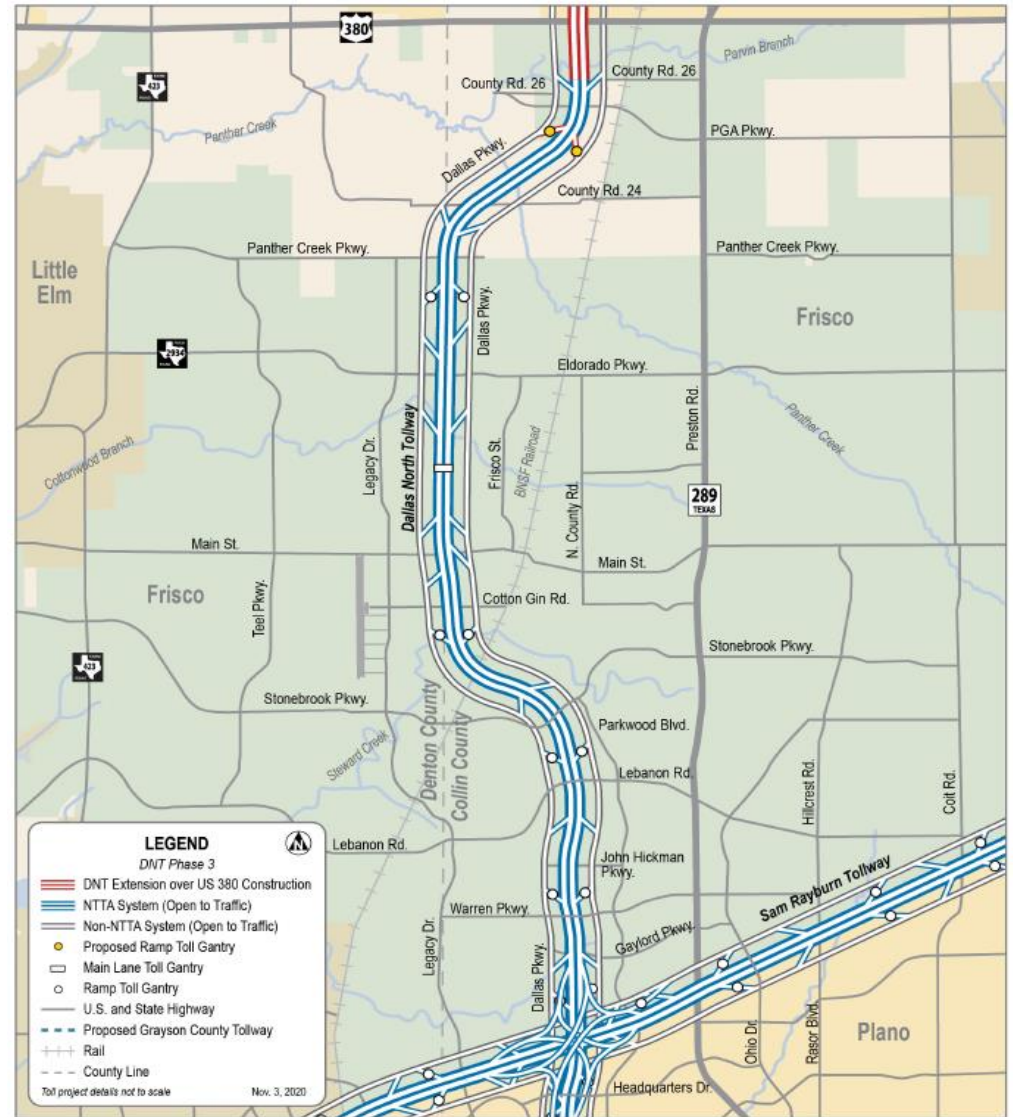 380
423
TEXAS
Parvin Branch
County Rd. 26
County Rd. 26
Panther Creek
PGA Pkwy.
Dallas Pkwy.
County Rd. 24
Panther Creek Pkwy.
Panther Creek Pkwy.
Little
Elm
Dallas Pkwy.
Frisco
2934
TEXAS
Eldorado Pkwy.
Preston Rd.
Panther Creek
Cottonwood Branch
Legacy Dr.
Dallas North Tollway
Frisco St.
BNSF Railroad
N. County Rd.
289
TEXAS
Main St.
Main St.
Frisco
Teel Pkwy.
Cotton Gin Rd.
423
TEXAS
Stonebrook Pkwy.
Stonebrook Pkwy.
Denton County
Collin County
Parkwood Blvd.
Steward Creek
Lebanon Rd.
Hillcrest Rd.
Coit Rd.
Lebanon Rd.
John Hickman
Pkwy.
Sam Rayburn Tollway
Warren Pkwy.
Legacy Dr.
Gaylord Pkwy.
Dallas Pkwy.
Ohio Dr.
Rasor Blvd.
Plano
Headquarters Dr.
LEGEND
N
DNT Phase 3
DNT Extension over US 380 Construction
NTTA System (Open to Traffic)
Non-NTTA System (Open to Traffic)
Proposed Ramp Toll Gantry
Main Lane Toll Gantry
Ramp Toll Gantry
U.S. and State Highway
Proposed Grayson County Tollway
Rail
County Line
Toll project details not to scale
Nov. 3, 2020